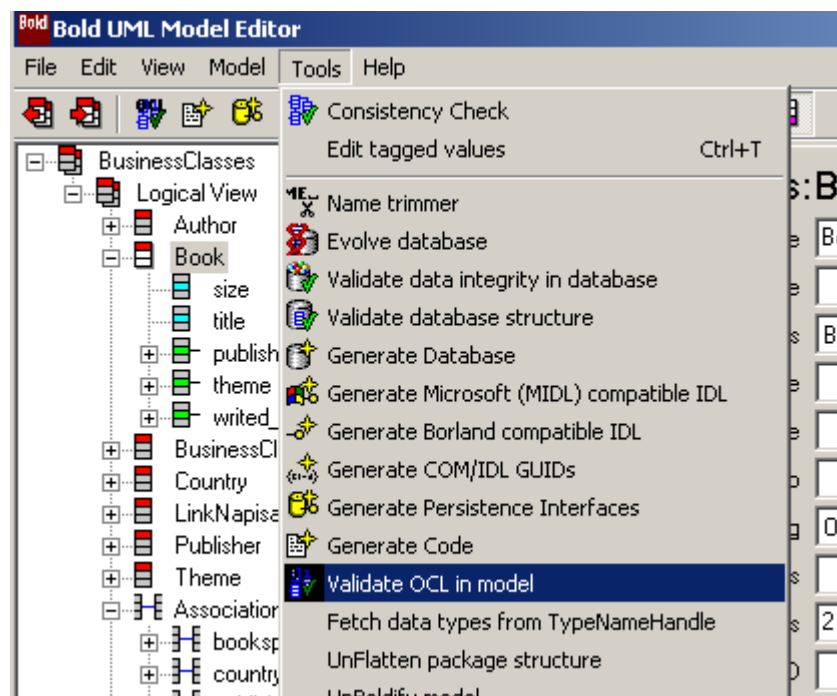 Bold Bold UML Model Editor
File Edit View Model Tools Help
Consistency Check
Edit tagged values Ctrl+T
Name trimmer
Evolve database
Validate data integrity in database
Validate database structure
Generate Database
Generate Microsoft (MIDL) compatible IDL
Generate Borland compatible IDL
Generate COM/IDL GUIDs
Generate Persistence Interfaces
Generate Code
Validate OCL in model
Fetch data types from TypeNameHandle
UnFlatten package structure
UnBoldify model
BusinessClasses
Logical View
Author
Book
size
title
publish
theme
writed_
BusinessCl
Country
LinkNapisa
Publisher
Theme
Association
booksp
country
s:B